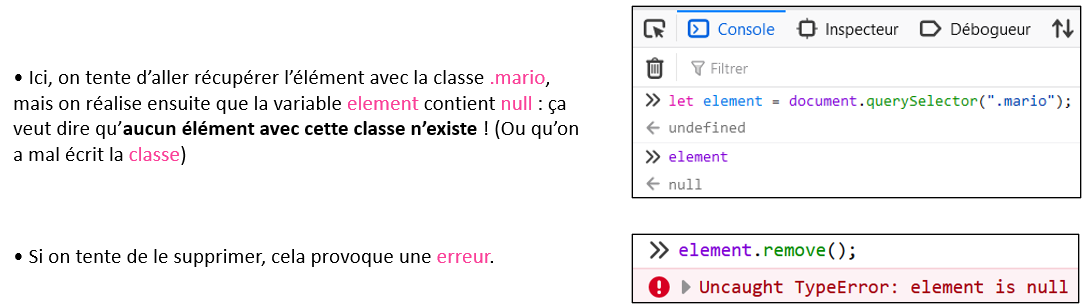 • Ici, on tente d’aller récupérer l’élément avec la classe .mario,
mais on réalise ensuite que la variable element contient null : ça
veut dire qu’aucun élément avec cette classe n’existe ! (Ou qu’on
a mal écrit la classe)
Console Inspecteur Débogueur
Filtrer
>> let element = document.querySelector(".mario");
← undefined
>> element
← null
• Si on tente de le supprimer, cela provoque une erreur.
>> element.remove();
Uncaught TypeError: element is null